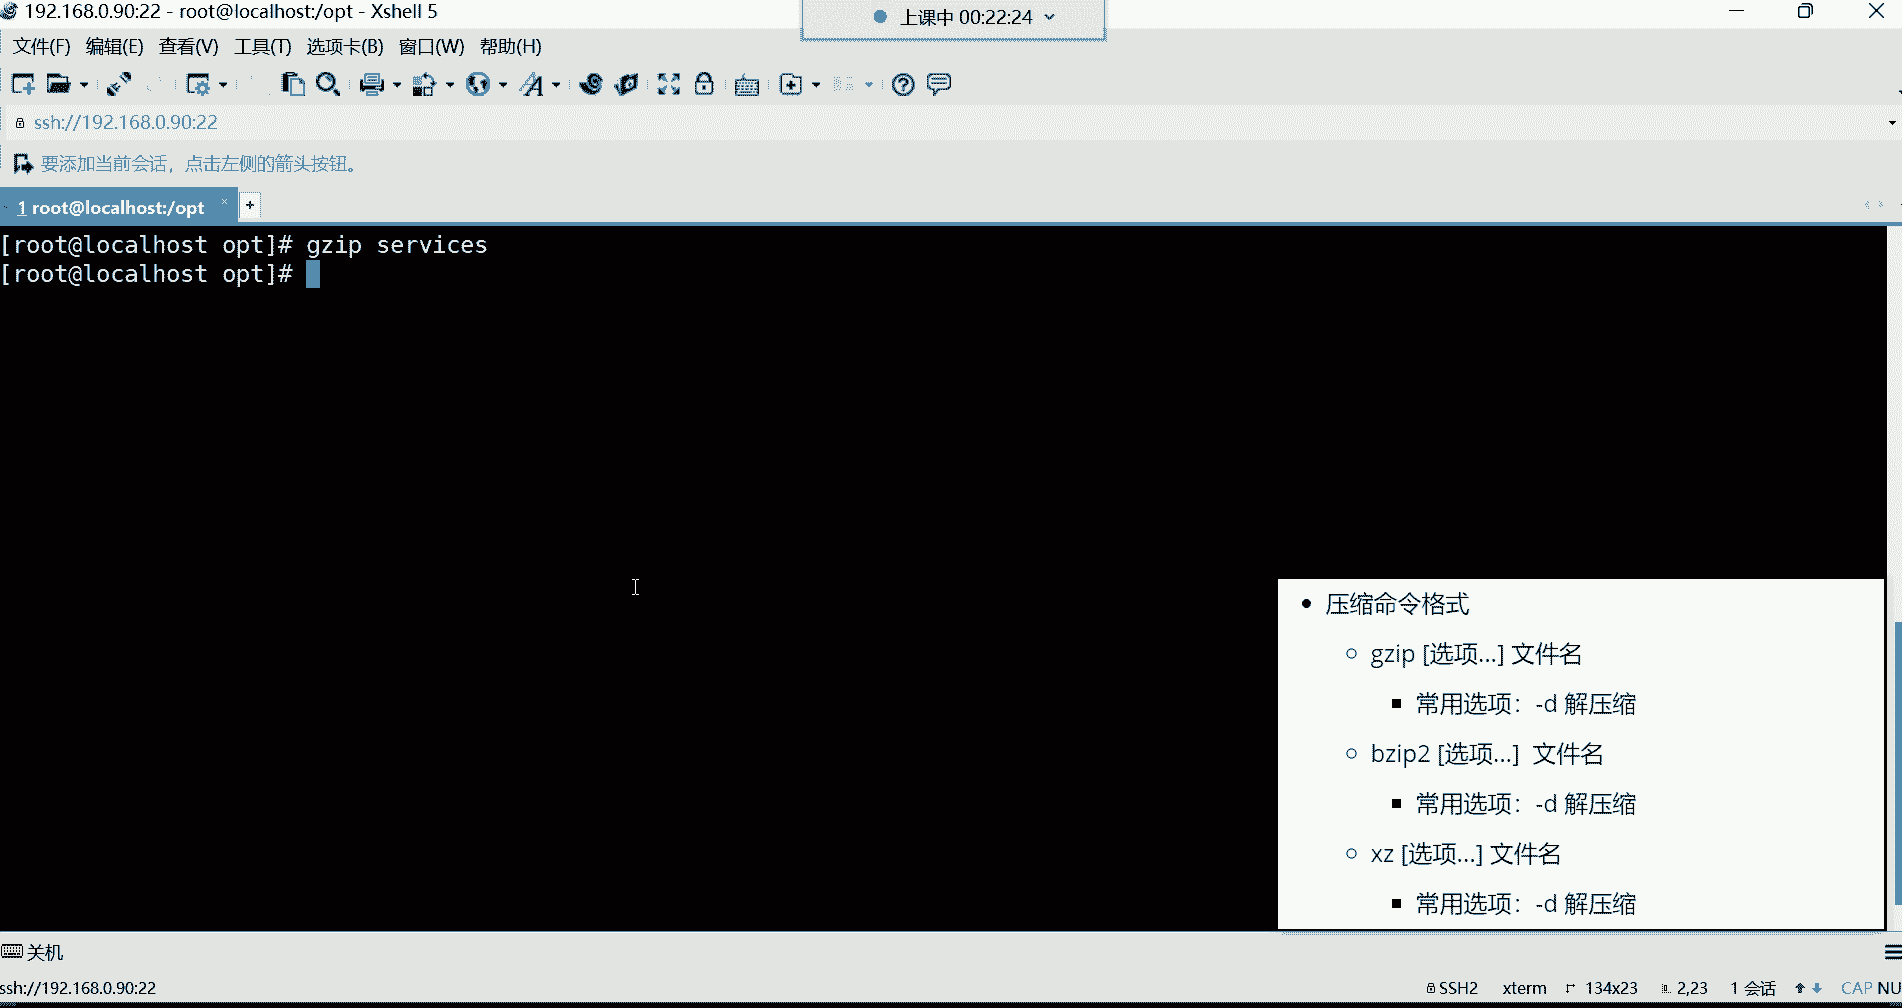 192.168.0.90:22 - root@localhost:/opt - Xshell 5
上课中 00:22:24
文件(F) 编辑(E) 查看(V) 工具(T) 选项卡(B) 窗口(W) 帮助(H)
ssh://192.168.0.90:22
要添加当前会话，点击左侧的箭头按钮。
1 root@localhost:/opt
[root@localhost opt]# gzip services
[root@localhost opt]#
• 压缩命令格式
○ gzip [选项...] 文件名
▪ 常用选项：-d 解压缩
○ bzip2 [选项...] 文件名
▪ 常用选项：-d 解压缩
○ xz [选项...] 文件名
▪ 常用选项：-d 解压缩
关机
ssh://192.168.0.90:22 SSH2 xterm 134x23 2,23 1 会话 CAP NU